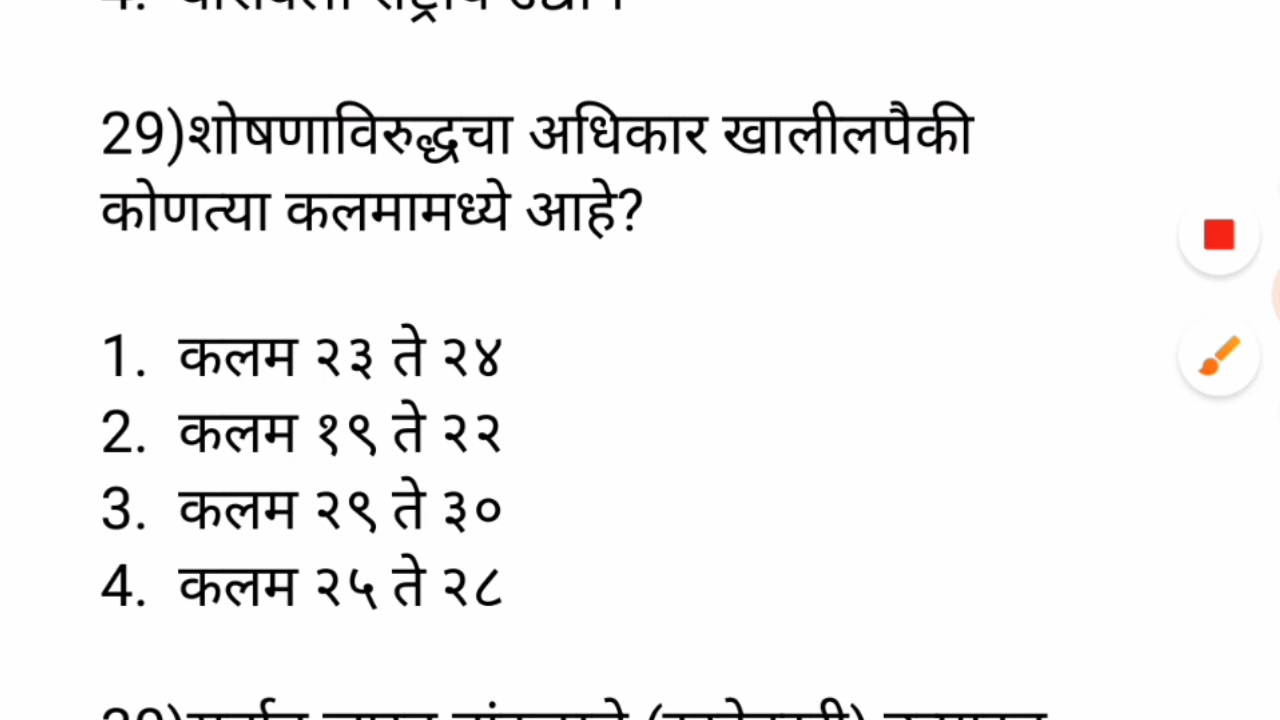 29)शोषणाविरुद्धचा अधिकार खालीलपैकी
कोणत्या कलमामध्ये आहे?
1. कलम २३ ते २४
2. कलम १९ ते २२
3. कलम २९ ते ३०
4. कलम २५ ते २८